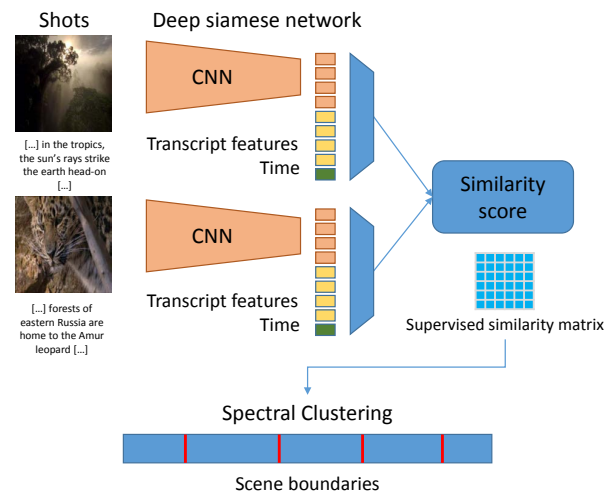 Shots
Deep siamese network
CNN
[...] in the tropics,
the sun's rays strike
the earth head-on
[...]
Transcript features
Time
Similarity
score
CNN
[...] forests of
eastern Russia are
home to the Amur
leopard [...]
Transcript features
Time
Supervised similarity matrix
Spectral Clustering
Scene boundaries